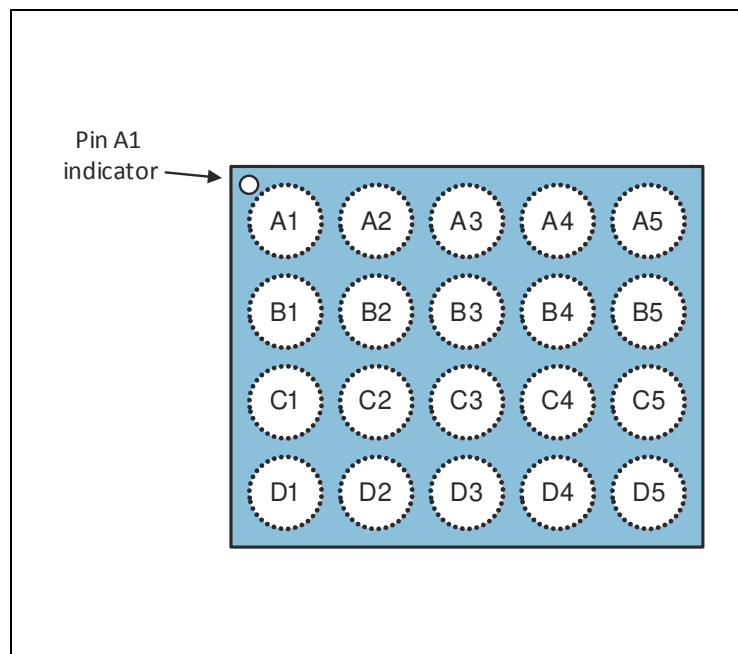 Pin A1
indicator
A1 A2 A3 A4 A5
B1 B2 B3 B4 B5
C1 C2 C3 C4 C5
D1 D2 D3 D4 D5